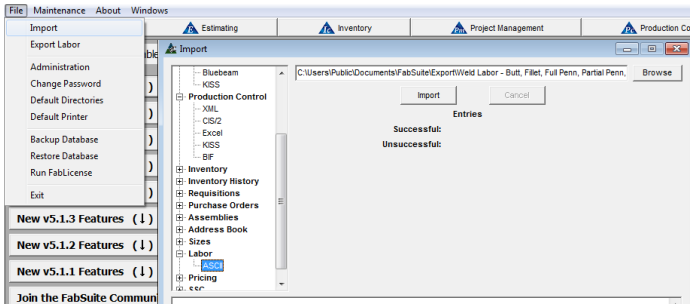 File Maintenance About Windows
Estimating Inventory Project Management Production Co
Import
Export Labor
Administration
Change Password
Default Directories
Default Printer
Backup Database
Restore Database
Run FabLicense
Exit
New v5.1.3 Features (↓)
New v5.1.2 Features (↓)
New v5.1.1 Features (↓)
Join the FabSuite Communi
Import
Bluebeam
KISS
Production Control
XML
CIS/2
Excel
KISS
BIF
Inventory
Inventory History
Requisitions
Purchase Orders
Assemblies
Address Book
Sizes
Labor
ASCII
Pricing
SSC
C:\Users\Public\Documents\FabSuite\Export\Weld Labor - Butt, Fillet, Full Penn, Partial Penn, Browse
Import Cancel
Entries
Successful:
Unsuccessful: